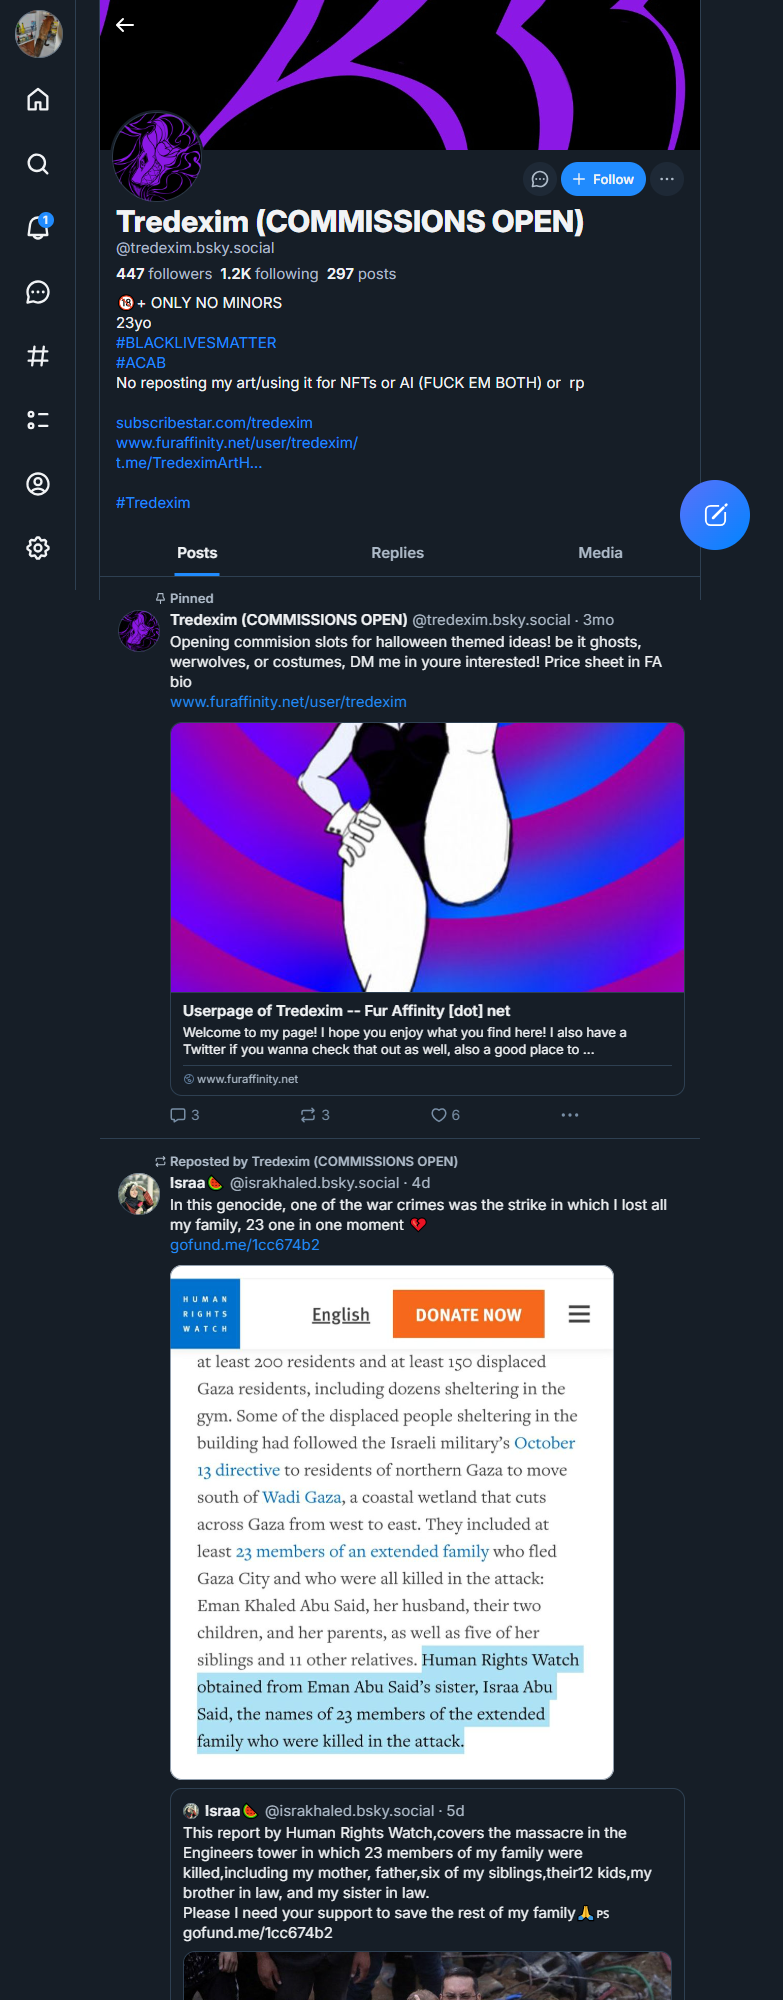 1
Follow
Tredexim (COMMISSIONS OPEN)
@tredexim.bsky.social
447 followers 1.2K following 297 posts
🔞+ ONLY NO MINORS
23yo
#BLACKLIVESMATTER
#ACAB
No reposting my art/using it for NFTs or AI (FUCK EM BOTH) or rp
subscribestar.com/tredexim
www.furaffinity.net/user/tredexim/
t.me/TredeximArtH...
#Tredexim
Posts Replies Media
Pinned
Tredexim (COMMISSIONS OPEN) @tredexim.bsky.social · 3mo
Opening commision slots for halloween themed ideas! be it ghosts,
werwolves, or costumes, DM me in youre interested! Price sheet in FA
bio
www.furaffinity.net/user/tredexim
Userpage of Tredexim -- Fur Affinity [dot] net
Welcome to my page! I hope you enjoy what you find here! I also have a
Twitter if you wanna check that out as well, also a good place to ...
www.furaffinity.net
3 3 6
Reposted by Tredexim (COMMISSIONS OPEN)
Israa🍉 @israkhaled.bsky.social · 4d
In this genocide, one of the war crimes was the strike in which I lost all
my family, 23 one in one moment 💔
gofund.me/1cc674b2
HUMAN
RIGHTS
WATCH
English DONATE NOW
at least 200 residents and at least 150 displaced
Gaza residents, including dozens sheltering in the
gym. Some of the displaced people sheltering in the
building had followed the Israeli military's October
13 directive to residents of northern Gaza to move
south of Wadi Gaza, a coastal wetland that cuts
across Gaza from west to east. They included at
least 23 members of an extended family who fled
Gaza City and who were all killed in the attack:
Eman Khaled Abu Said, her husband, their two
children, and her parents, as well as five of her
siblings and 11 other relatives. Human Rights Watch
obtained from Eman Abu Said's sister, Israa Abu
Said, the names of 23 members of the extended
family who were killed in the attack.
Israa🍉 @israkhaled.bsky.social · 5d
This report by Human Rights Watch,covers the massacre in the
Engineers tower in which 23 members of my family were
killed,including my mother, father,six of my siblings,their12 kids,my
brother in law, and my sister in law.
Please I need your support to save the rest of my family🙏 PS
gofund.me/1cc674b2